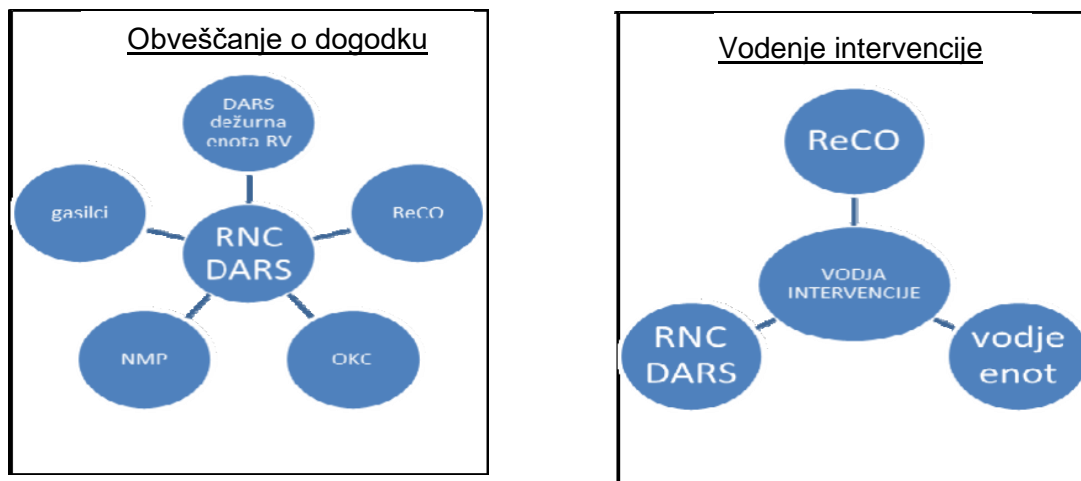 Obveščanje o dogodku
DARS
dežurna
enota RV
gasilci
ReCO
RNC
DARS
NMP
OKC
Vodenje intervencije
ReCO
VODJA
INTERVENCIJE
RNC
DARS
vodje
enot